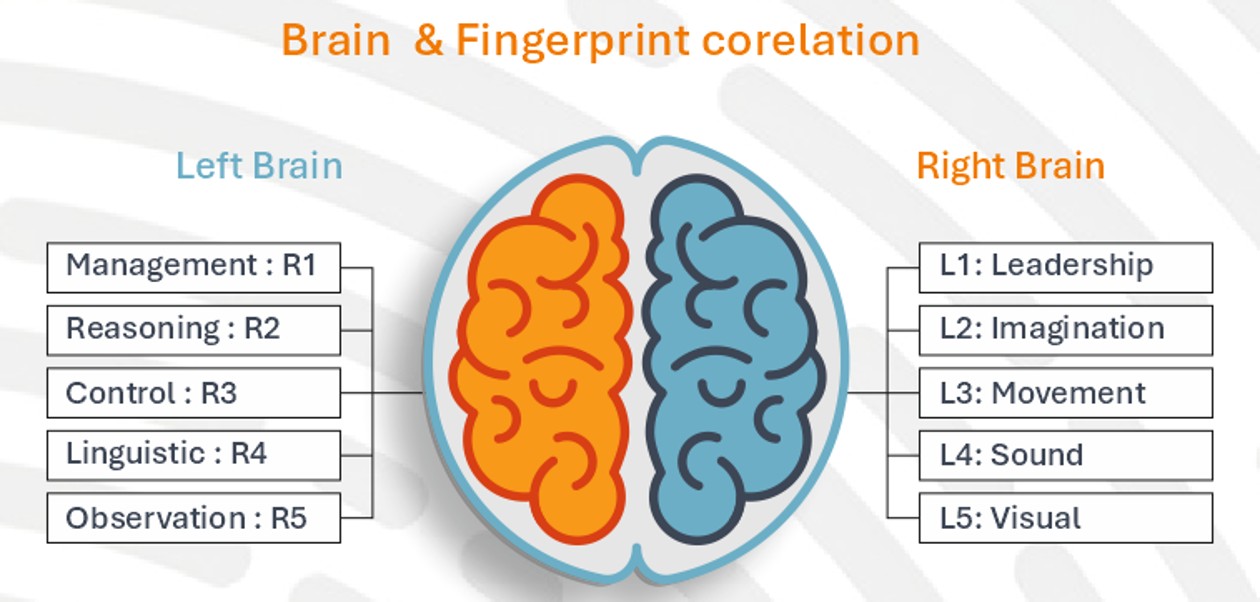 Brain & Fingerprint corelation
Left Brain
Right Brain
Management : R1
Reasoning : R2
Control : R3
Linguistic : R4
Observation : R5
L1: Leadership
L2: Imagination
L3: Movement
L4: Sound
L5: Visual